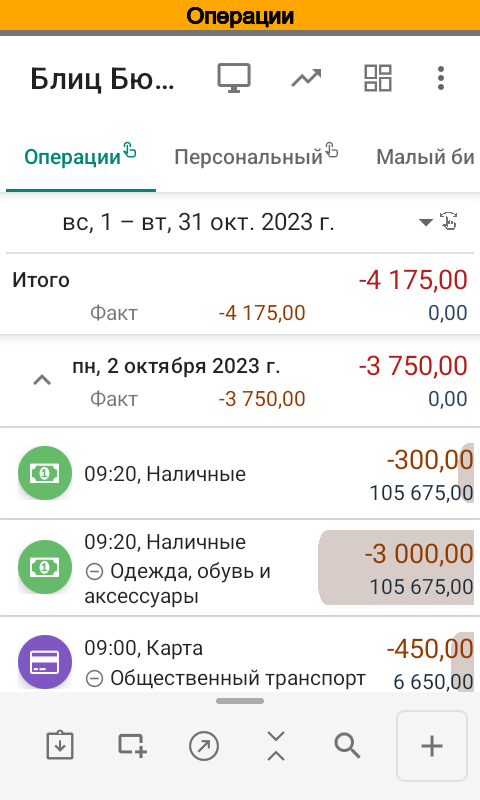 Операции
Блиц Бю...
Операции Персональный Малый би
вс, 1 – вт, 31 окт. 2023 г.
Итого -4 175,00
Факт -4 175,00 0,00
пн, 2 октября 2023 г. -3 750,00
Факт -3 750,00 0,00
09:20, Наличные -300,00
105 675,00
09:20, Наличные -3 000,00
Одежда, обувь и 105 675,00
аксессуары
09:00, Карта -450,00
Общественный транспорт 6 650,00